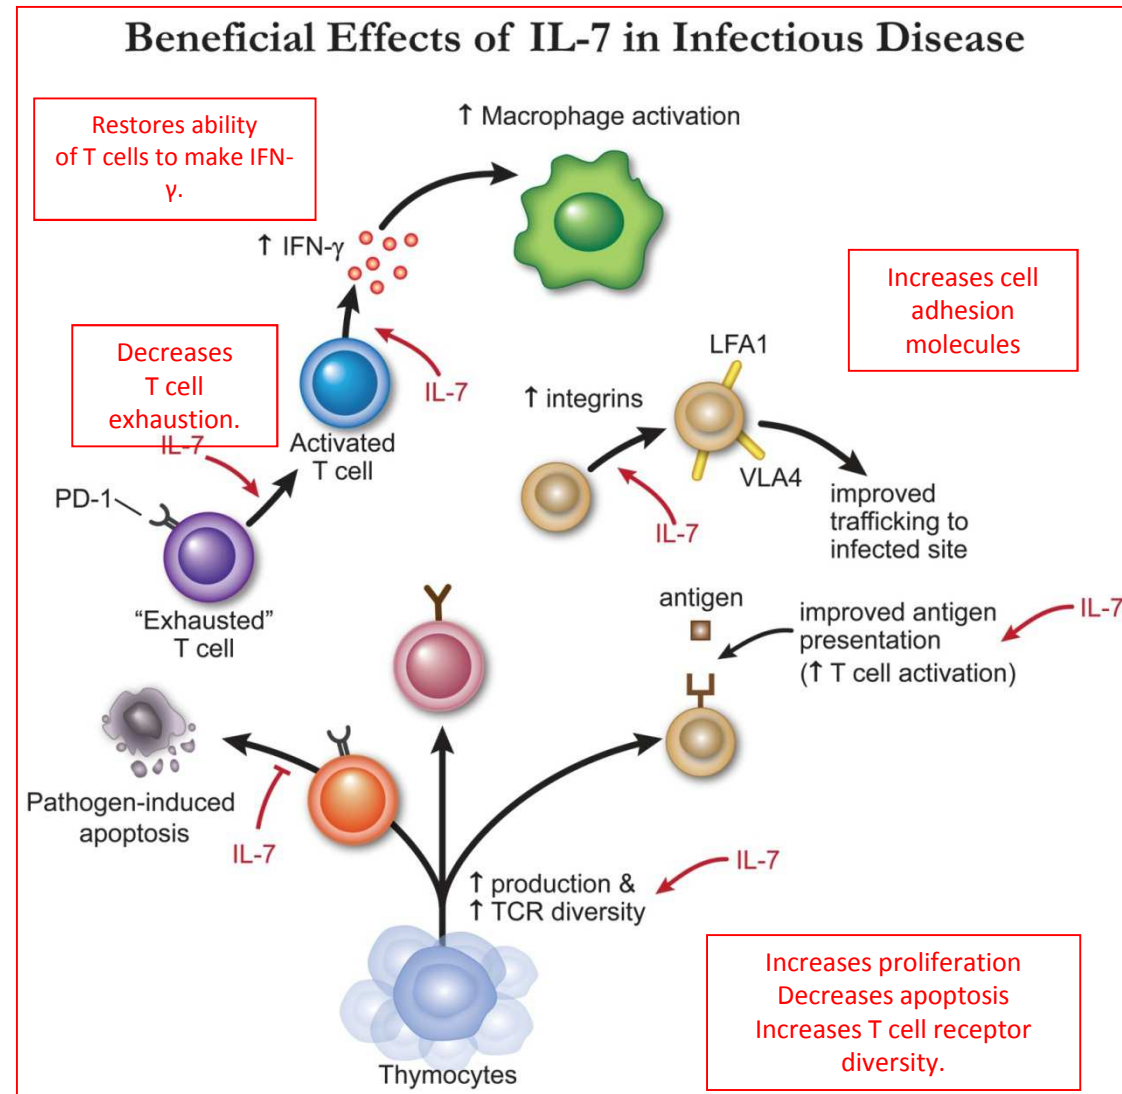 Beneficial Effects of IL-7 in Infectious Disease
Restores ability
of T cells to make IFN-
γ.
↑ Macrophage activation
↑ IFN-γ
Increases cell
adhesion
molecules
Decreases
T cell
exhaustion.
IL-7
IL-7
Activated
T cell
PD-1
"Exhausted"
T cell
LFA1
↑ integrins
VLA4
IL-7
improved
trafficking to
infected site
antigen
improved antigen
presentation
(↑ T cell activation)
IL-7
Pathogen-induced
apoptosis
IL-7
IL-7
↑ production &
↑ TCR diversity
Thymocytes
Increases proliferation
Decreases apoptosis
Increases T cell receptor
diversity.